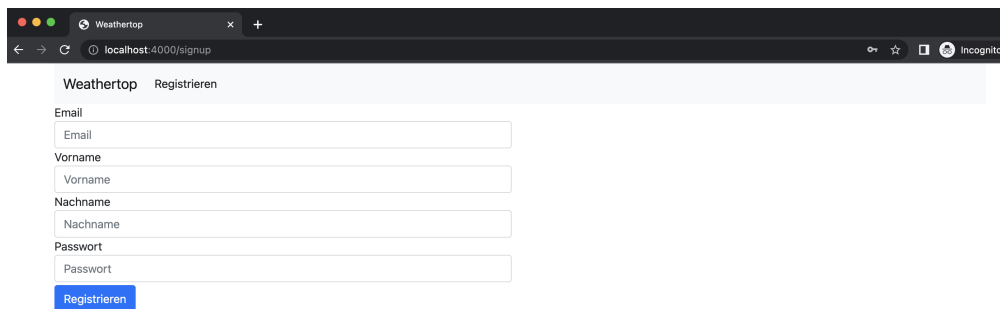 Weathertop
localhost:4000/signup
Incognito
Weathertop Registrieren
Email
Email
Vorname
Vorname
Nachname
Nachname
Passwort
Passwort
Registrieren